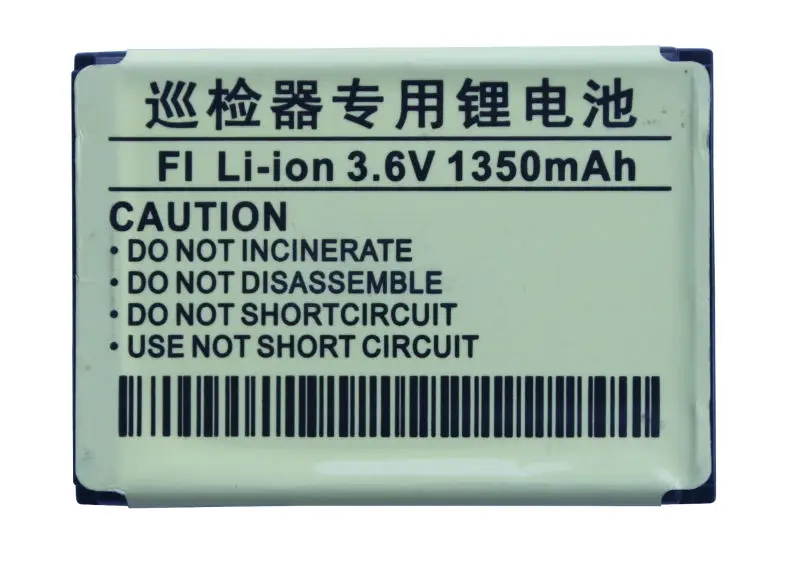 巡检器专用锂电池
FI Li-ion 3.6V 1350mAh
CAUTION
· DO NOT INCINERATE
· DO NOT DISASSEMBLE
· DO NOT SHORTCIRCUIT
· USE NOT SHORT CIRCUIT